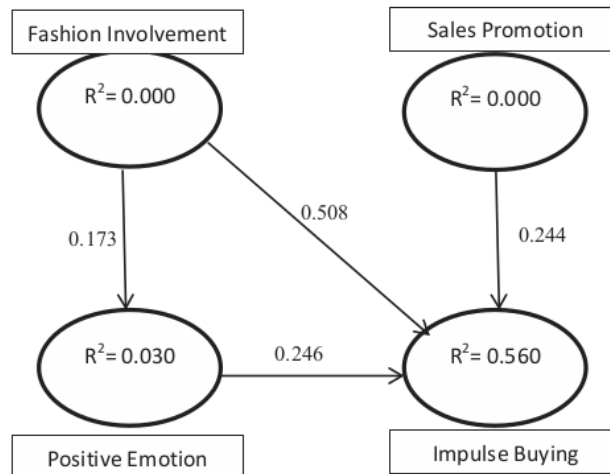 Fashion Involvement
Sales Promotion
R²= 0.000
R²= 0.000
0.173
0.508
0.244
R²= 0.030
0.246
R²= 0.560
Positive Emotion
Impulse Buying